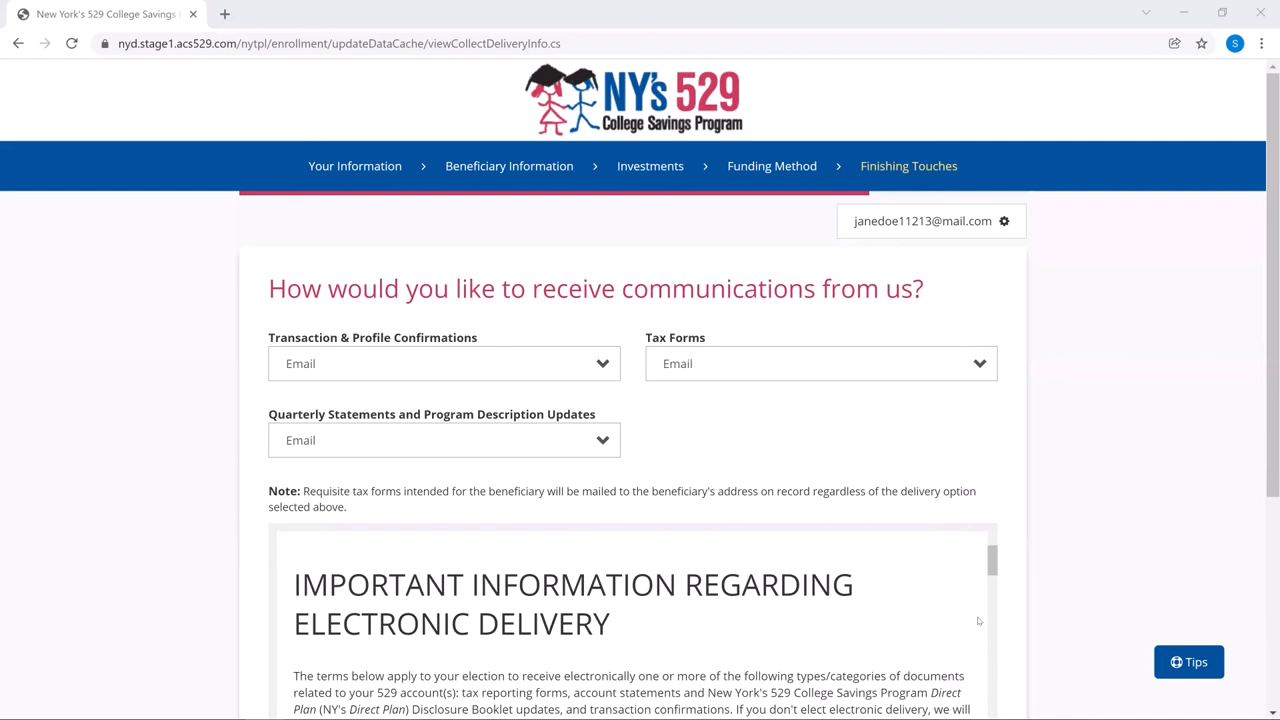 New York's 529 College Savings
nyd.stage1.acs529.com/nytpl/enrollment/updateDataCache/viewCollectDeliveryInfo.cs
S
NY's 529
College Savings Program
Your Information > Beneficiary Information > Investments > Funding Method > Finishing Touches
janedoe11213@mail.com
How would you like to receive communications from us?
Transaction & Profile Confirmations
Tax Forms
Email
Email
Quarterly Statements and Program Description Updates
Email
Note: Requisite tax forms intended for the beneficiary will be mailed to the beneficiary's address on record regardless of the delivery option
selected above.
IMPORTANT INFORMATION REGARDING
ELECTRONIC DELIVERY
Tips
The terms below apply to your election to receive electronically one or more of the following types/categories of documents
related to your 529 account(s): tax reporting forms, account statements and New York's 529 College Savings Program Direct
Plan (NY's Direct Plan) Disclosure Booklet updates, and transaction confirmations. If you don't elect electronic delivery, we will